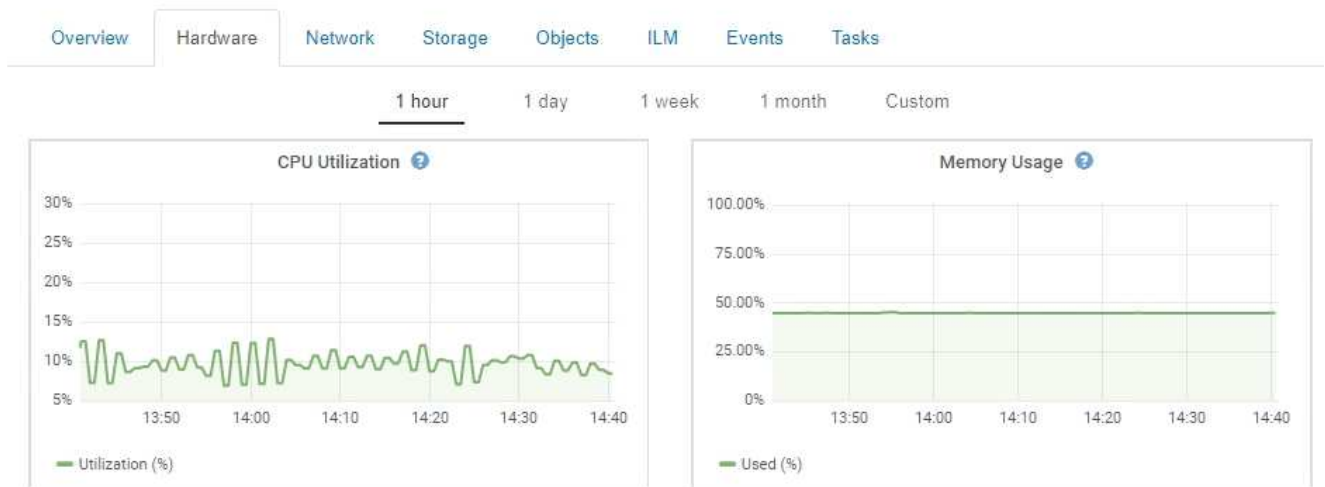 Overview Hardware Network Storage Objects ILM Events Tasks
1 hour 1 day 1 week 1 month Custom
CPU Utilization ?
30%
25%
20%
15%
10%
5%
13:50 14:00 14:10 14:20 14:30 14:40
Utilization (%)
Memory Usage ?
100.00%
75.00%
50.00%
25.00%
0%
13:50 14:00 14:10 14:20 14:30 14:40
Used (%)